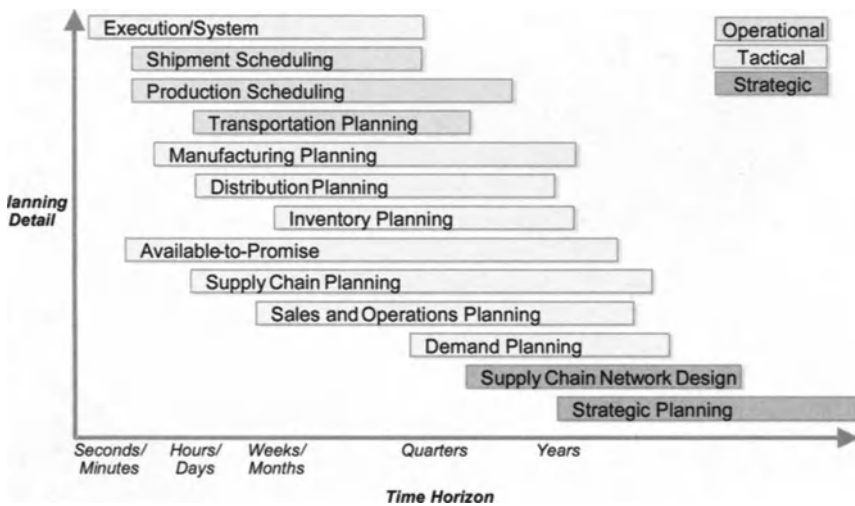 Execution/System
Operational
Shipment Scheduling
Tactical
Production Scheduling
Strategic
Transportation Planning
Manufacturing Planning
Distribution Planning
lanning
Detail
Inventory Planning
Available-to-Promise
Supply Chain Planning
Sales and Operations Planning
Demand Planning
Supply Chain Network Design
Strategic Planning
Seconds/
Minutes
Hours/
Days
Weeks/
Months
Quarters
Years
Time Horizon